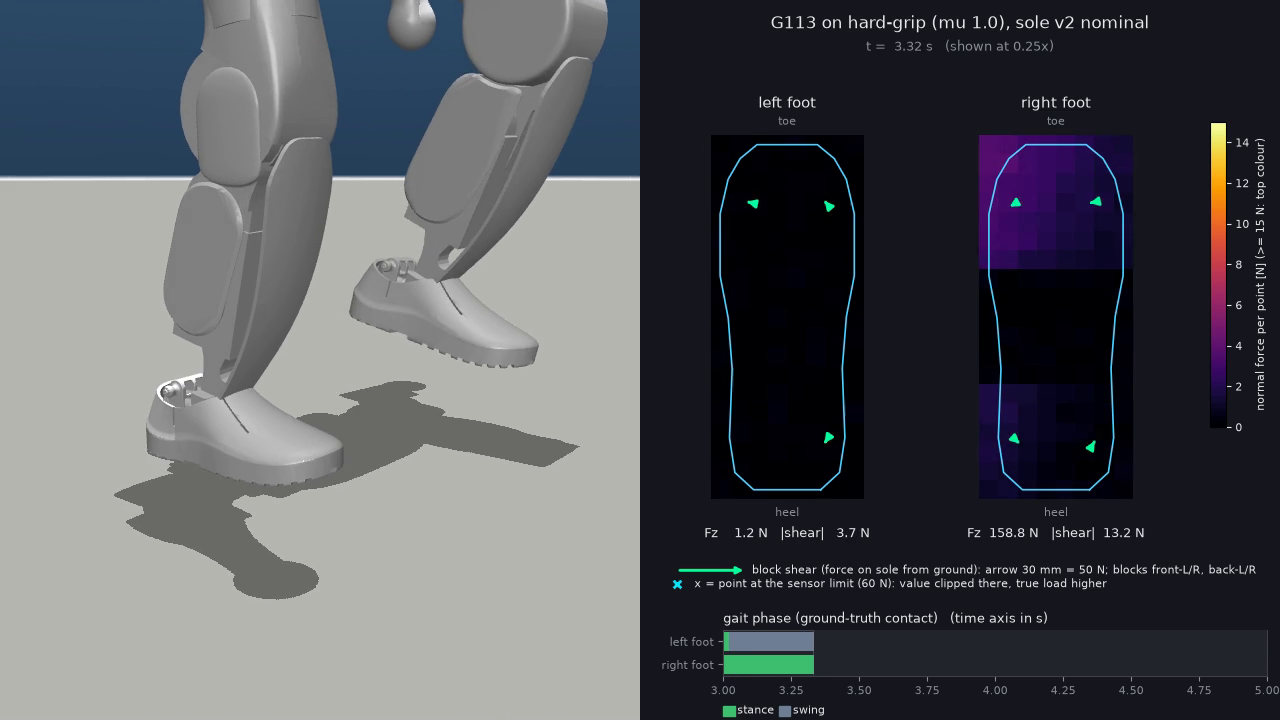 G113 on hard-grip (mu 1.0), sole v2 nominal
t =  3.32 s   (shown at 0.25x)
left foot
right foot
toe
toe
14
12
10
8
6
4
2
0
normal force per point [N] (>= 15 N: top colour)
heel
heel
Fz    1.2 N   |shear|   3.7 N
Fz  158.8 N   |shear|  13.2 N
block shear (force on sole from ground): arrow 30 mm = 50 N; blocks front-L/R, back-L/R
x = point at the sensor limit (60 N): value clipped there, true load higher
gait phase (ground-truth contact)   (time axis in s)
left foot
right foot
3.00 3.25 3.50 3.75 4.00 4.25 4.50 4.75 5.00
stance swing